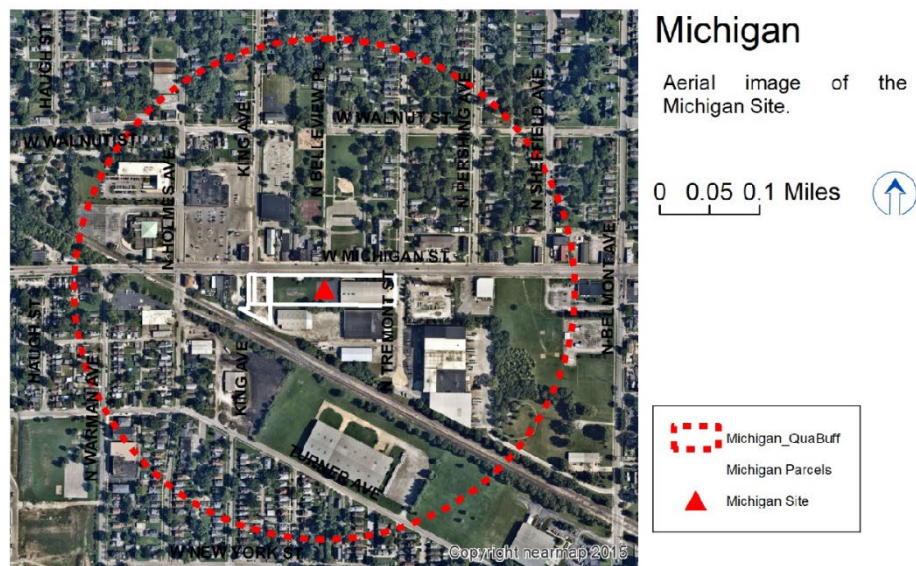 Michigan
Aerial image of the
Michigan Site.
0 0.05 0.1 Miles
HAUGH ST.
W WALNUT ST.
N HOLMES AVE
KING AVE
N BELLEVIEW PL
W WALNUT ST.
N PERSHING AVE
N SHEFFIELD AVE
W MICHIGAN ST.
N BELMONT AVE
HAUGH ST.
N WARMAN AVE
KING AVE
N TREMONT ST
TURNER AVE
W NEW YORK ST.
Copyright nearmap 2015
Michigan_QuaBuff
Michigan Parcels
Michigan Site